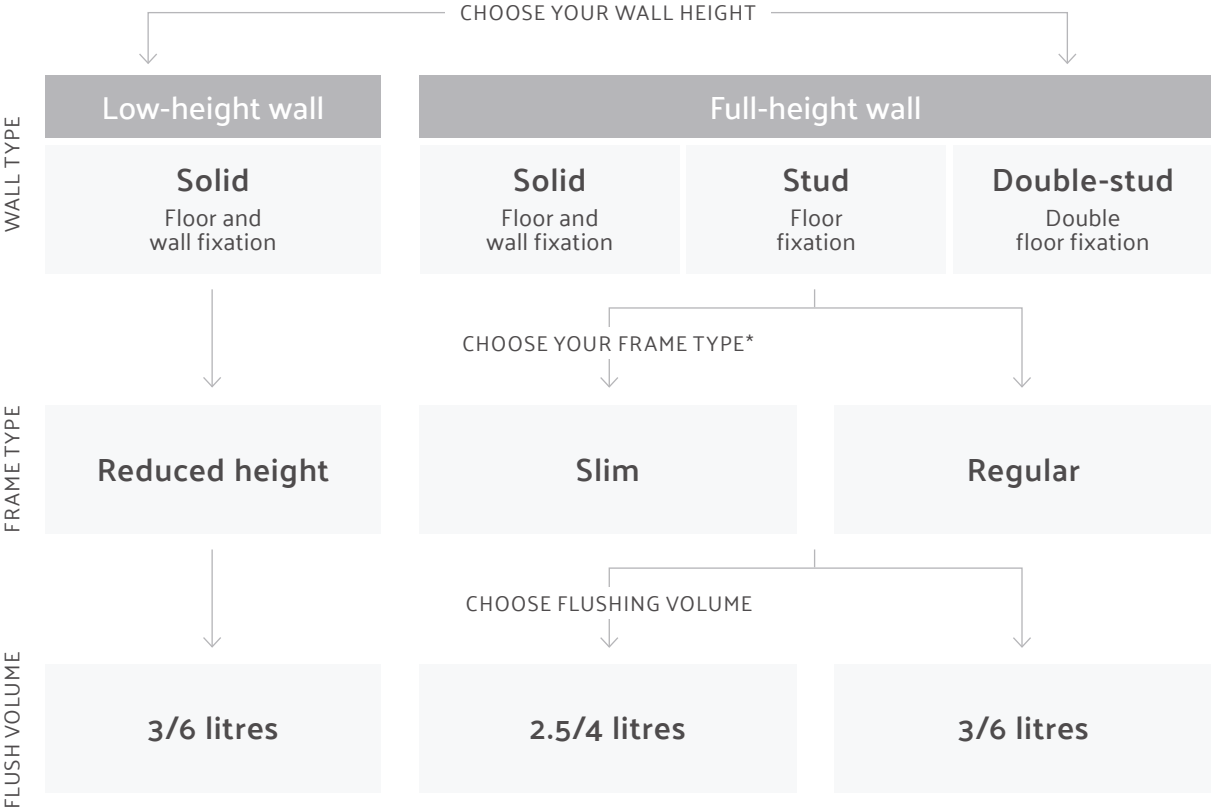 CHOOSE YOUR WALL HEIGHT
WALL TYPE
Low-height wall
Full-height wall
Solid
Floor and
wall fixation
Solid
Floor and
wall fixation
Stud
Floor
fixation
Double-stud
Double
floor fixation
CHOOSE YOUR FRAME TYPE*
FRAME TYPE
Reduced height
Slim
Regular
CHOOSE FLUSHING VOLUME
FLUSH VOLUME
3/6 litres
2.5/4 litres
3/6 litres